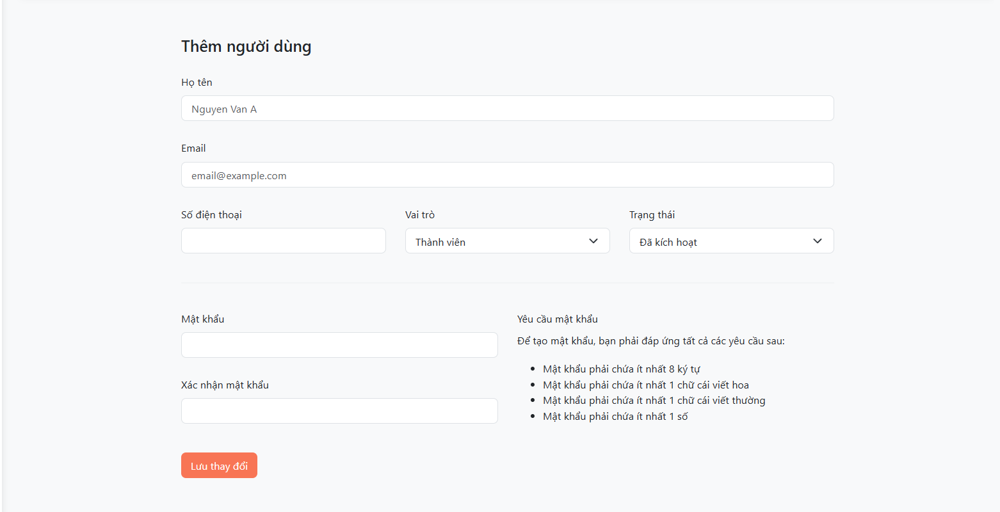 Thêm người dùng
Họ tên
Nguyen Van A
Email
email@example.com
Số điện thoại
Vai trò
Trạng thái
Thành viên
Đã kích hoạt
Mật khẩu
Xác nhận mật khẩu
Yêu cầu mật khẩu
Để tạo mật khẩu, bạn phải đáp ứng tất cả các yêu cầu sau:
Mật khẩu phải chứa ít nhất 8 ký tự
Mật khẩu phải chứa ít nhất 1 chữ cái viết hoa
Mật khẩu phải chứa ít nhất 1 chữ cái viết thường
Mật khẩu phải chứa ít nhất 1 số
Lưu thay đổi